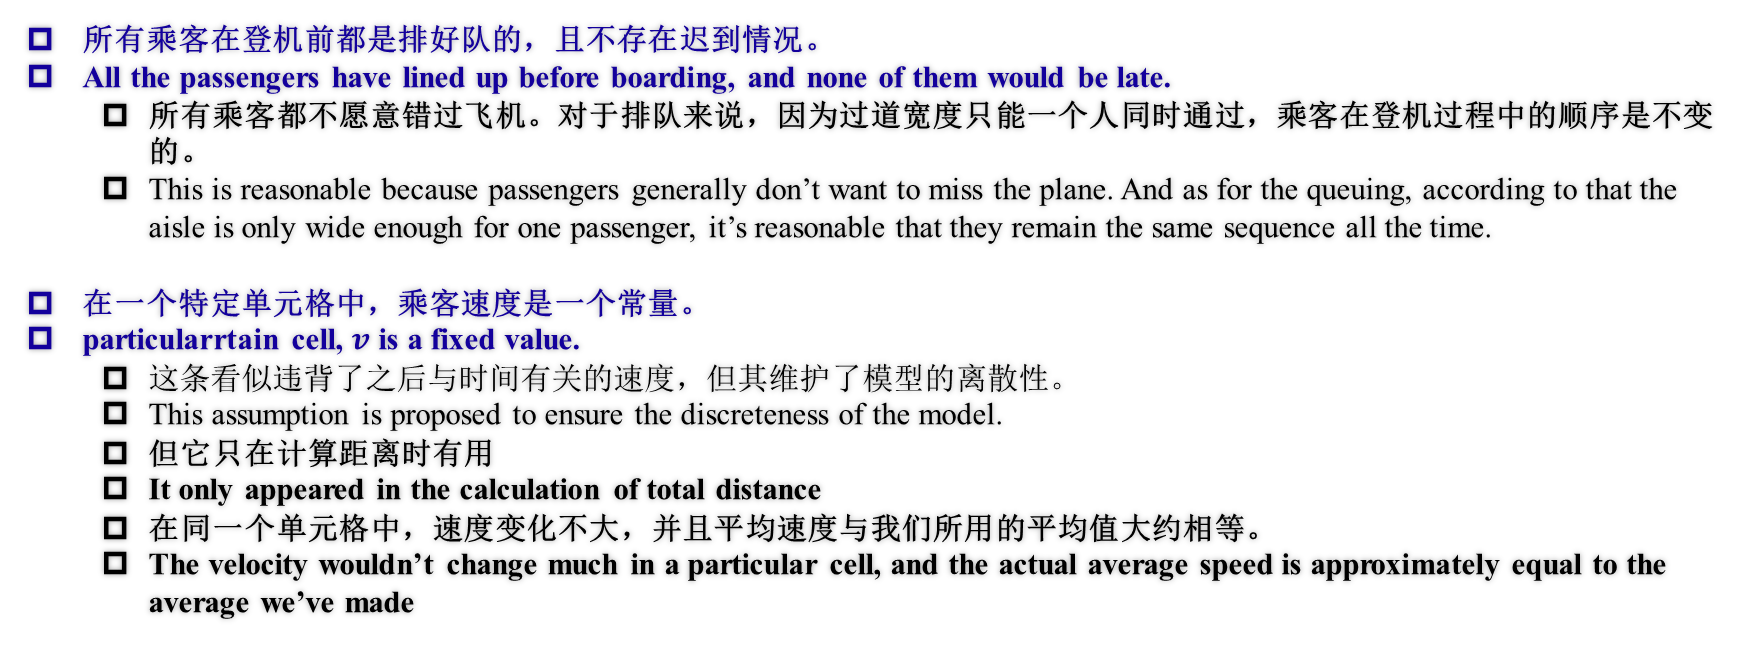 所有乘客在登机前都是排好队的，且不存在迟到情况。
All the passengers have lined up before boarding, and none of them would be late.
所有乘客都不愿意错过飞机。对于排队来说，因为过道宽度只能一个人同时通过，乘客在登机过程中的顺序是不变
的。
This is reasonable because passengers generally don’t want to miss the plane. And as for the queuing, according to that the
aisle is only wide enough for one passenger, it’s reasonable that they remain the same sequence all the time.
在一个特定单元格中，乘客速度是一个常量。
particularrtain cell, v is a fixed value.
这条看似违背了之后与时间有关的速度，但其维护了模型的离散性。
This assumption is proposed to ensure the discreteness of the model.
但它只在计算距离时有用
It only appeared in the calculation of total distance
在同一个单元格中，速度变化不大，并且平均速度与我们所用的平均值大约相等。
The velocity wouldn’t change much in a particular cell, and the actual average speed is approximately equal to the
average we’ve made